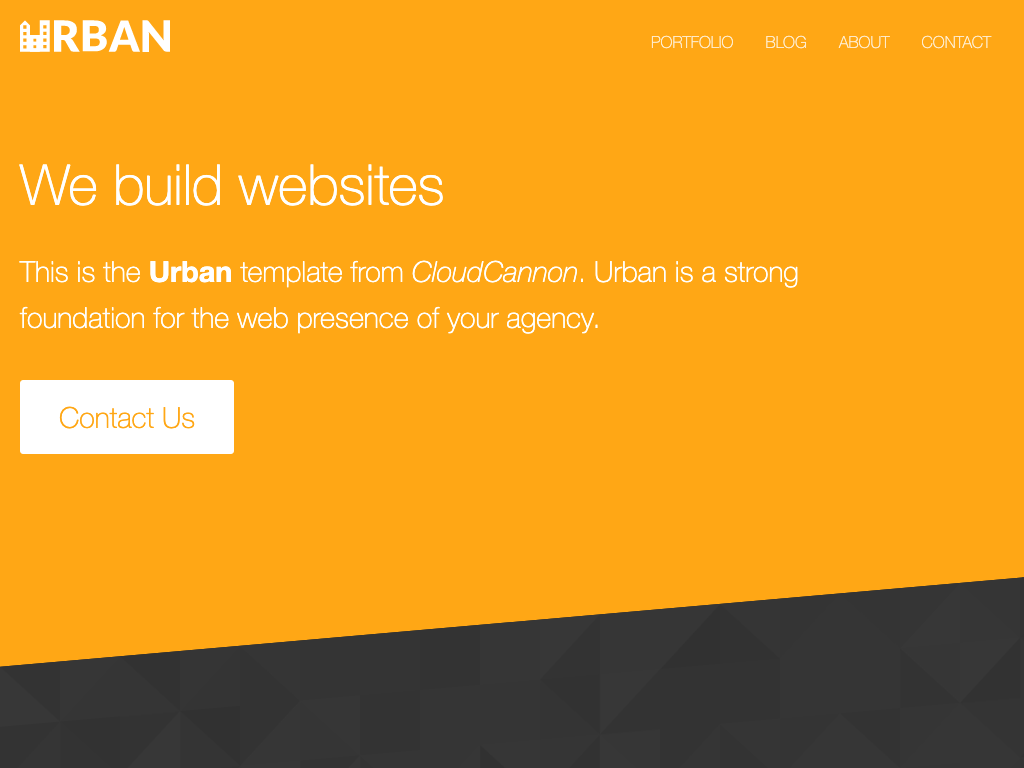 URBAN
PORTFOLIO BLOG ABOUT CONTACT
We build websites
This is the Urban template from CloudCannon. Urban is a strong
foundation for the web presence of your agency.
Contact Us